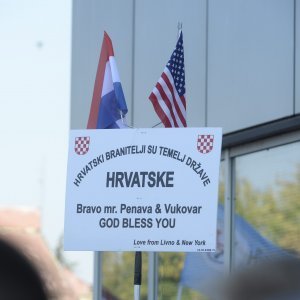 HRVATSKI BRANITELJI SU TEMELJ DRŽAVE
HRVATSKE
Bravo mr. Penava & Vukovar
GOD BLESS YOU
Love from Livno & New York